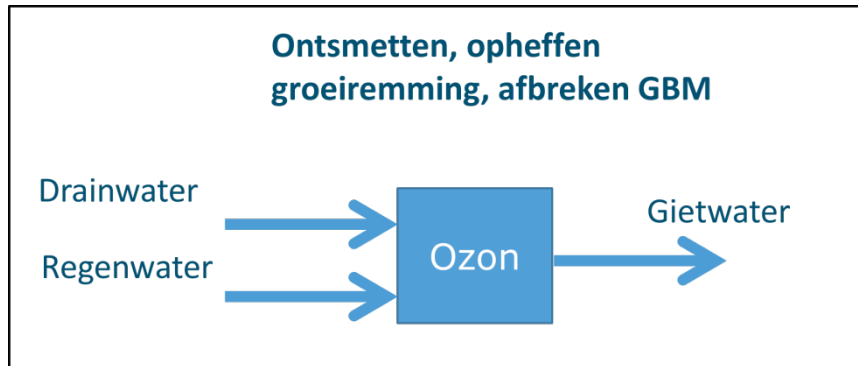 Ontsmetten, opheffen
groeiremming, afbreken GBM
Drainwater
Gietwater
Ozon
Regenwater